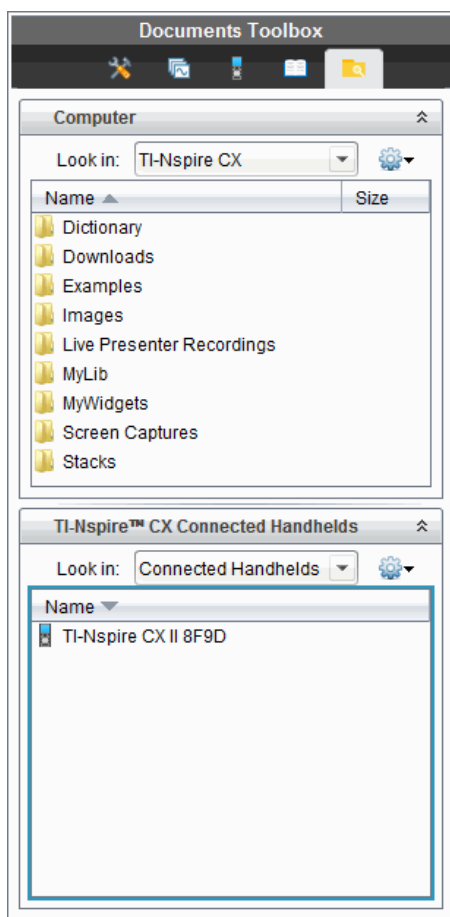 Documents Toolbox
Computer
Look in: TI-Nspire CX
Name Size
Dictionary
Downloads
Examples
Images
Live Presenter Recordings
MyLib
MyWidgets
Screen Captures
Stacks
TI-Nspire™ CX Connected Handhelds
Look in: Connected Handhelds
Name
TI-Nspire CX II 8F9D